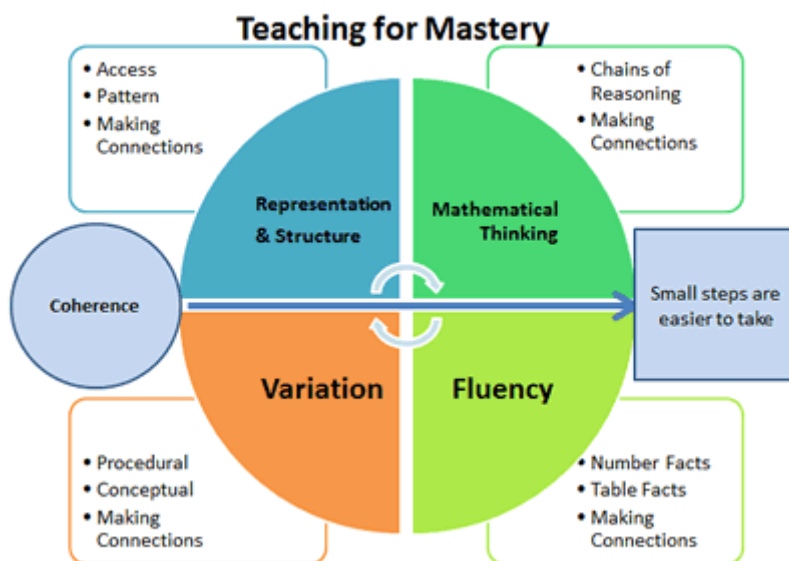 Teaching for Mastery
• Access
• Pattern
• Making
Connections
• Chains of
Reasoning
• Making
Connections
Representation
& Structure
Mathematical
Thinking
Coherence
Small steps are
easier to take
Variation
Fluency
• Procedural
• Conceptual
• Making
Connections
• Number Facts
• Table Facts
• Making
Connections